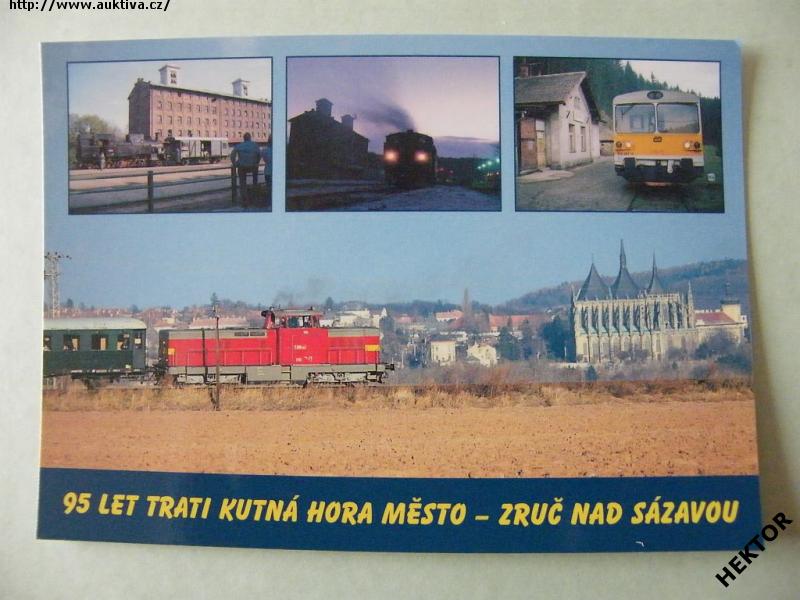 http://www.auktiva.cz/
95 LET TRATI KUTNÁ HORA MĚSTO – ZRUČ NAD SÁZAVOU
HEKTOR